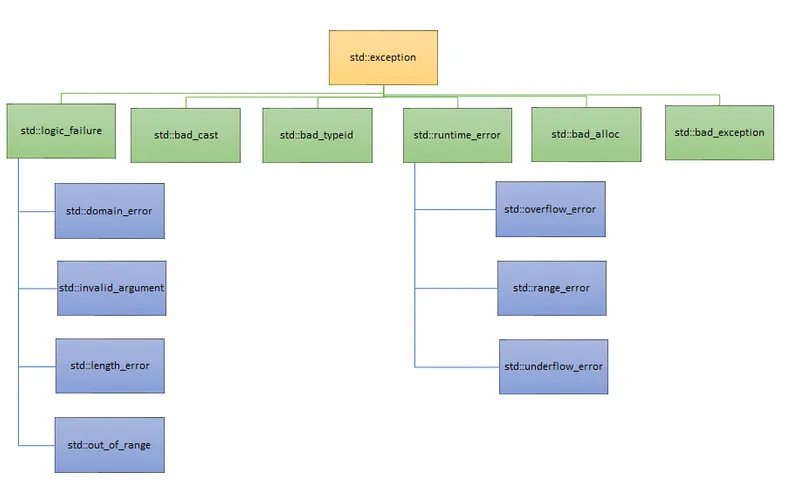 std::exception
std::logic_failure
std::bad_cast
std::bad_typeid
std::runtime_error
std::bad_alloc
std::bad_exception
std::domain_error
std::invalid_argument
std::length_error
std::out_of_range
std::overflow_error
std::range_error
std::underflow_error